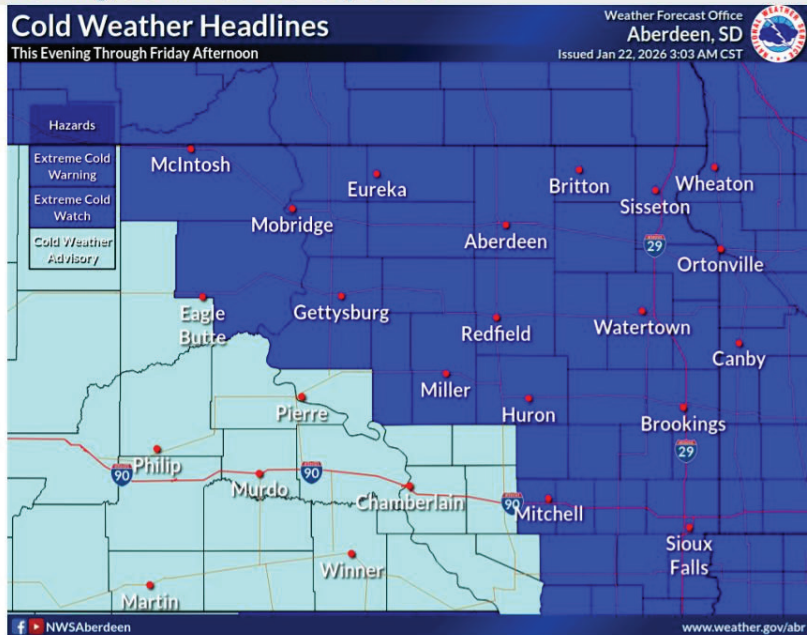 Cold Weather Headlines
This Evening Through Friday Afternoon
Weather Forecast Office
Aberdeen, SD
Issued Jan 22, 2026 3:03 AM CST
NATIONAL WEATHER SERVICE
Hazards
Extreme Cold
Warning
Extreme Cold
Watch
Cold Weather
Advisory
McIntosh
Eureka
Britton
Wheaton
Sisseton
Mobridge
Aberdeen
29
Ortonville
Eagle
Butte
Gettysburg
Redfield
Watertown
Canby
Miller
Pierre
Huron
Brookings
Philip
90
Murdo
90
29
Chamberlain
90
Mitchell
Sioux
Falls
Winner
Martin
NWSAberdeen
www.weather.gov/abr